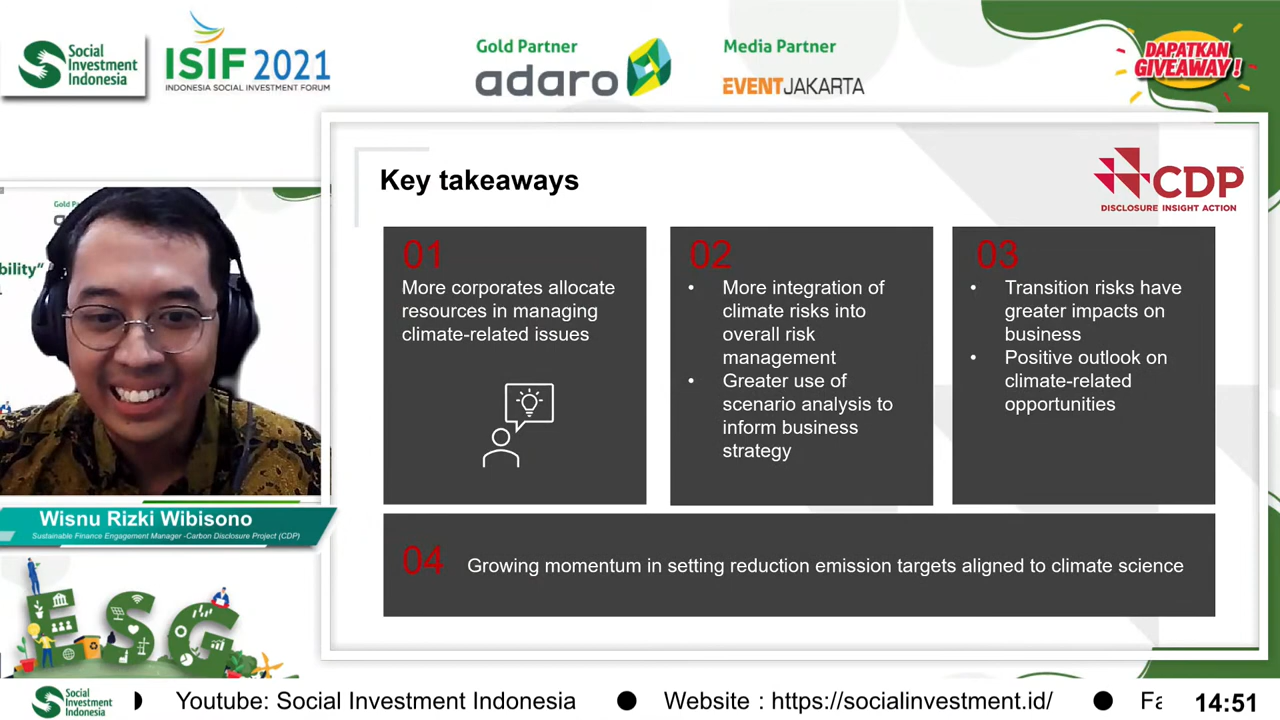 Social
Investment
Indonesia
ISIF 2021
INDONESIA SOCIAL INVESTMENT FORUM
Gold Partner
adaro
Media Partner
EVENTJAKARTA
DAPATKAN
GIVEAWAY !
Key takeaways
CDP
DISCLOSURE INSIGHT ACTION
01
More corporates allocate
resources in managing
climate-related issues
02
• More integration of
climate risks into
overall risk
management
• Greater use of
scenario analysis to
inform business
strategy
03
• Transition risks have
greater impacts on
business
• Positive outlook on
climate-related
opportunities
04
Growing momentum in setting reduction emission targets aligned to climate science
Gold Par
bility"
Wisnu Rizki Wibisono
Sustainable Finance Engagement Manager -Carbon Disclosure Project (CDP)
ESG
Social
Investment
Indonesia
Youtube: Social Investment Indonesia ● Website : https://socialinvestment.id/ ● Fa
14:51